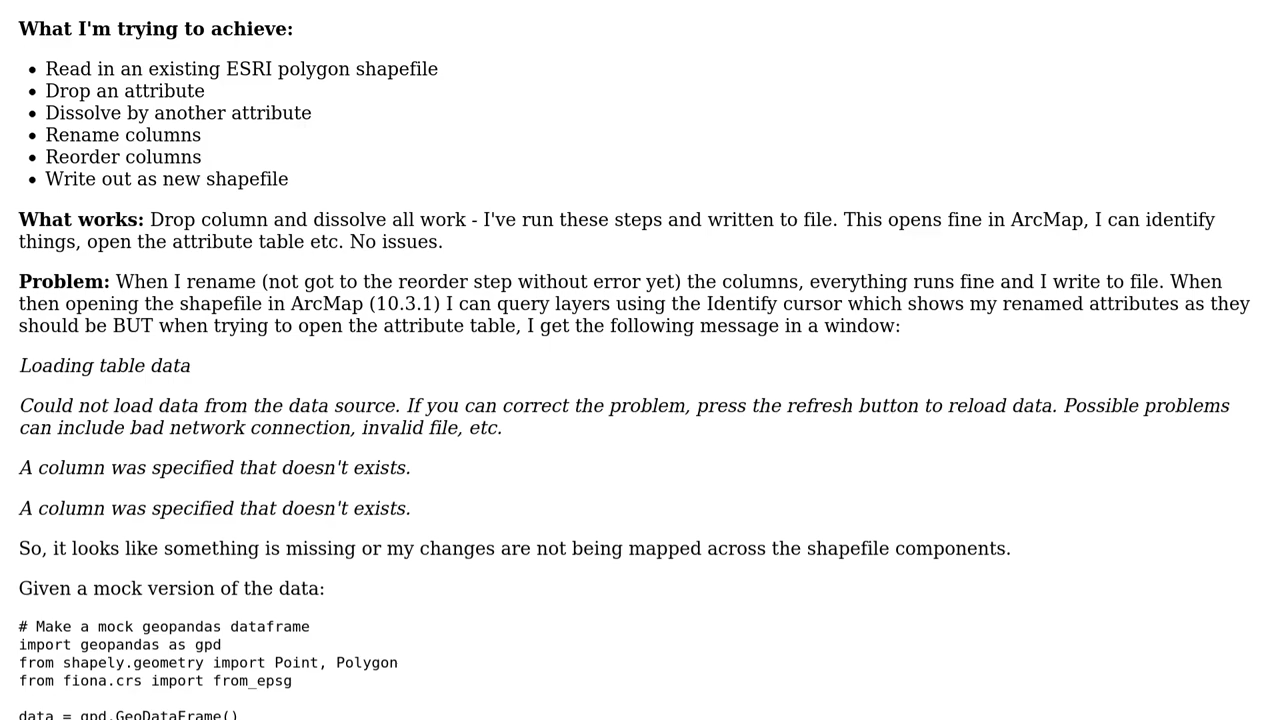 What I'm trying to achieve:
Read in an existing ESRI polygon shapefile
Drop an attribute
Dissolve by another attribute
Rename columns
Reorder columns
Write out as new shapefile
What works: Drop column and dissolve all work - I've run these steps and written to file. This opens fine in ArcMap, I can identify
things, open the attribute table etc. No issues.
Problem: When I rename (not got to the reorder step without error yet) the columns, everything runs fine and I write to file. When
then opening the shapefile in ArcMap (10.3.1) I can query layers using the Identify cursor which shows my renamed attributes as they
should be BUT when trying to open the attribute table, I get the following message in a window:
Loading table data
Could not load data from the data source. If you can correct the problem, press the refresh button to reload data. Possible problems
can include bad network connection, invalid file, etc.
A column was specified that doesn't exists.
A column was specified that doesn't exists.
So, it looks like something is missing or my changes are not being mapped across the shapefile components.
Given a mock version of the data:
# Make a mock geopandas dataframe
import geopandas as gpd
from shapely.geometry import Point, Polygon
from fiona.crs import from_epsg
data = gpd.GeoDataFrame()